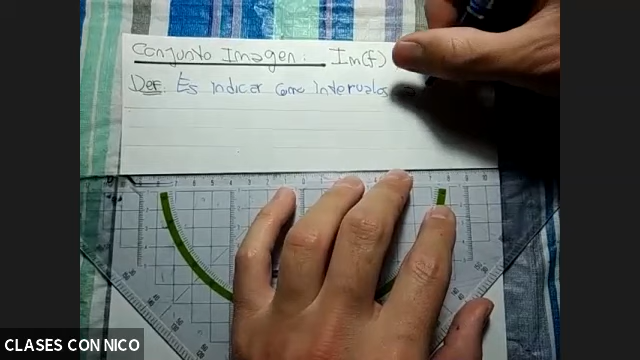 Conjunto Imagen: Im(f)
Def: Es indicar como intervalos
CLASES CON NICO